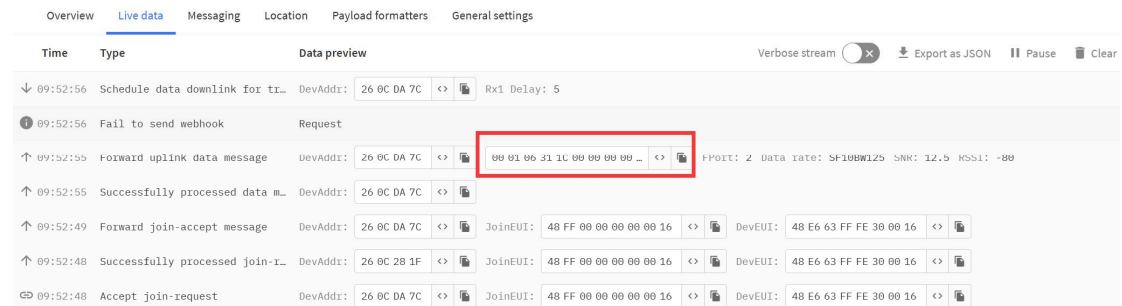 Overview Live data Messaging Location Payload formatters General settings
Time Type Data preview Verbose stream Export as JSON Pause Clear
09:52:56 Schedule data downlink for tr… DevAddr: 26 0C DA 7C <> Rx1 Delay: 5
09:52:56 Fail to send webhook Request
09:52:55 Forward uplink data message DevAddr: 26 0C DA 7C <> 00 01 06 31 1C 00 00 00 00 … <> FPort: 2 Data rate: SF10BW125 SNR: 12.5 RSSI: -80
09:52:55 Successfully processed data m… DevAddr: 26 0C DA 7C <>
09:52:49 Forward join-accept message DevAddr: 26 0C DA 7C <> JoinEUI: 48 FF 00 00 00 00 00 16 <> DevEUI: 48 E6 63 FF FE 30 00 16 <>
09:52:48 Successfully processed join-r… DevAddr: 26 0C 28 1F <> JoinEUI: 48 FF 00 00 00 00 00 16 <> DevEUI: 48 E6 63 FF FE 30 00 16 <>
09:52:48 Accept join-request DevAddr: 26 0C DA 7C <> JoinEUI: 48 FF 00 00 00 00 00 16 <> DevEUI: 48 E6 63 FF FE 30 00 16 <>